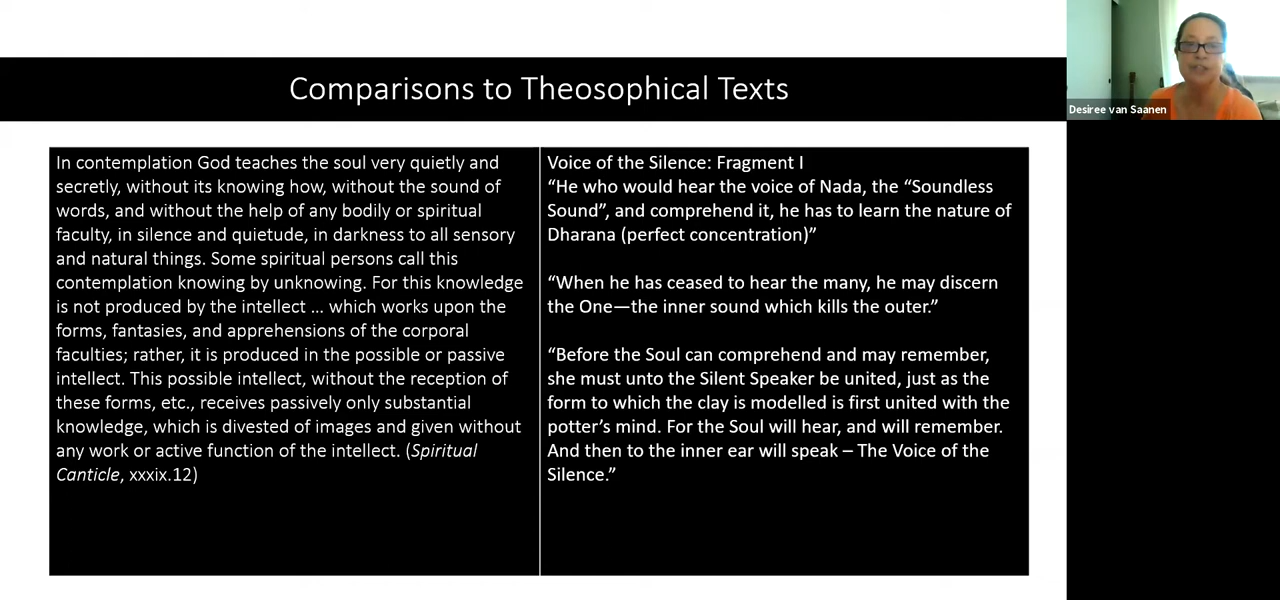 Comparisons to Theosophical Texts
Desiree van Saanen
In contemplation God teaches the soul very quietly and
secretly, without its knowing how, without the sound of
words, and without the help of any bodily or spiritual
faculty, in silence and quietude, in darkness to all sensory
and natural things. Some spiritual persons call this
contemplation knowing by unknowing. For this knowledge
is not produced by the intellect ... which works upon the
forms, fantasies, and apprehensions of the corporal
faculties; rather, it is produced in the possible or passive
intellect. This possible intellect, without the reception of
these forms, etc., receives passively only substantial
knowledge, which is divested of images and given without
any work or active function of the intellect. (Spiritual
Canticle, xxxix.12)
Voice of the Silence: Fragment I
“He who would hear the voice of Nada, the “Soundless
Sound”, and comprehend it, he has to learn the nature of
Dharana (perfect concentration)”
“When he has ceased to hear the many, he may discern
the One—the inner sound which kills the outer.”
“Before the Soul can comprehend and may remember,
she must unto the Silent Speaker be united, just as the
form to which the clay is modelled is first united with the
potter’s mind. For the Soul will hear, and will remember.
And then to the inner ear will speak – The Voice of the
Silence.”